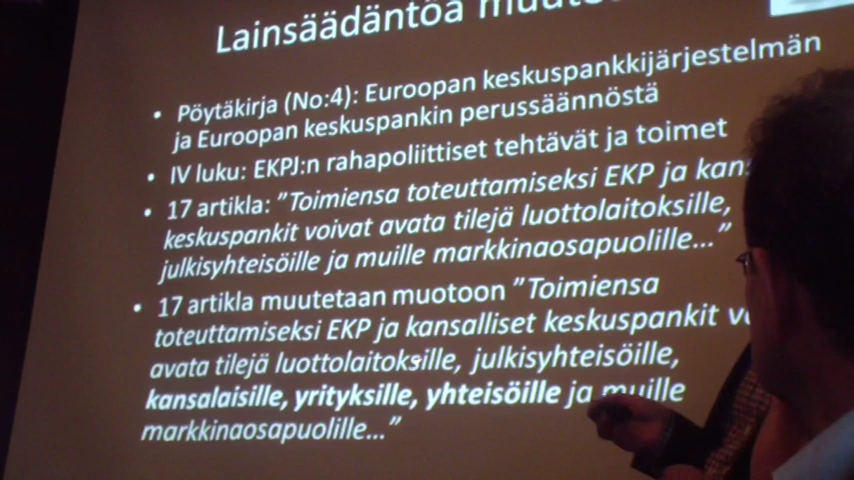 Lainsäädäntöä
• Pöytäkirja (No:4): Euroopan keskuspankkijärjestelmän
ja Euroopan keskuspankin perussäännöstä
• IV luku: EKPJ:n rahapoliittiset tehtävät ja toimet
• 17 artikla: ”Toimiensa toteuttamiseksi EKP ja
keskuspankit voivat avata tilejä luottolaitoksille,
julkisyhteisöille ja muille markkinaosapuolille...”
• 17 artikla muutetaan muotoon ”Toimiensa
toteuttamiseksi EKP ja kansalliset keskuspankit
avata tilejä luottolaitoksille, julkisyhteisöille,
kansalaisille, yrityksille, yhteisöille ja muille
markkinaosapuolille...”